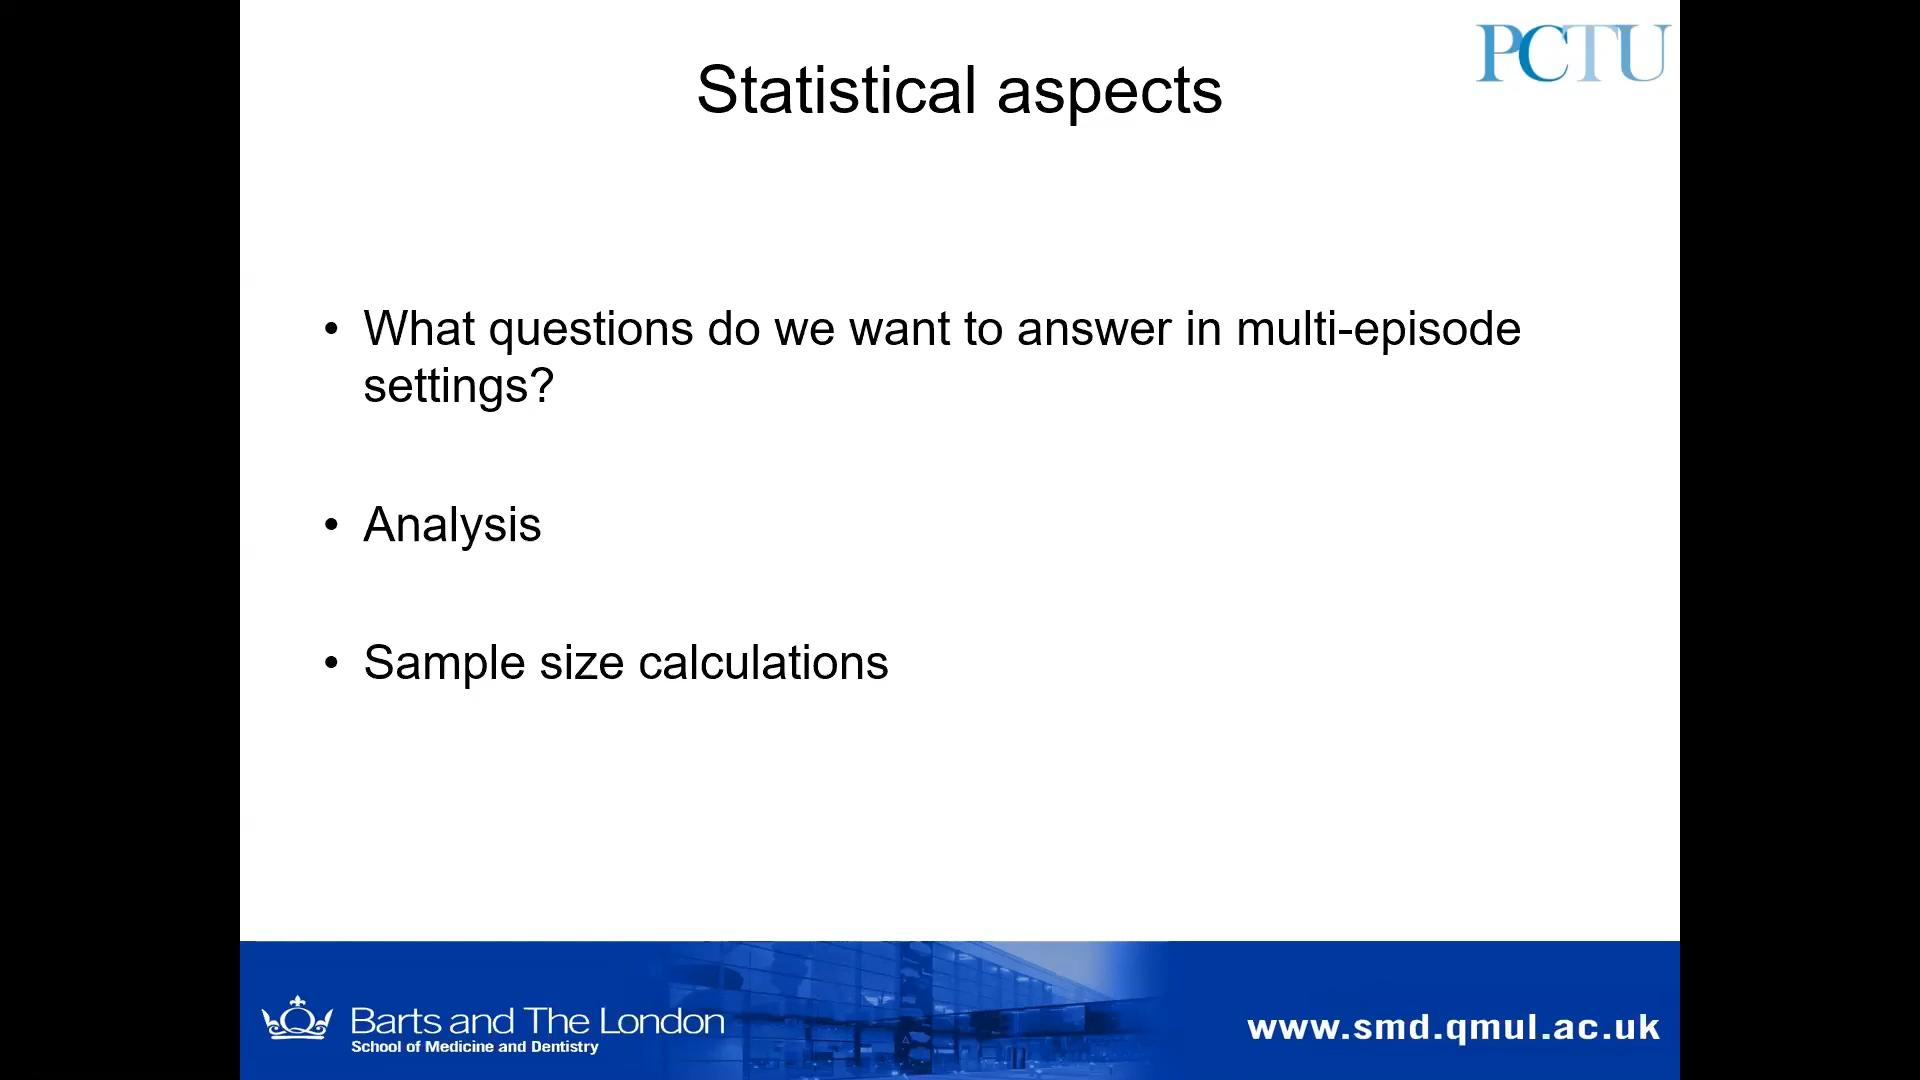 PCTU
Statistical aspects
• What questions do we want to answer in multi-episode
settings?
• Analysis
• Sample size calculations
Barts and The London
School of Medicine and Dentistry
www.smd.qmul.ac.uk